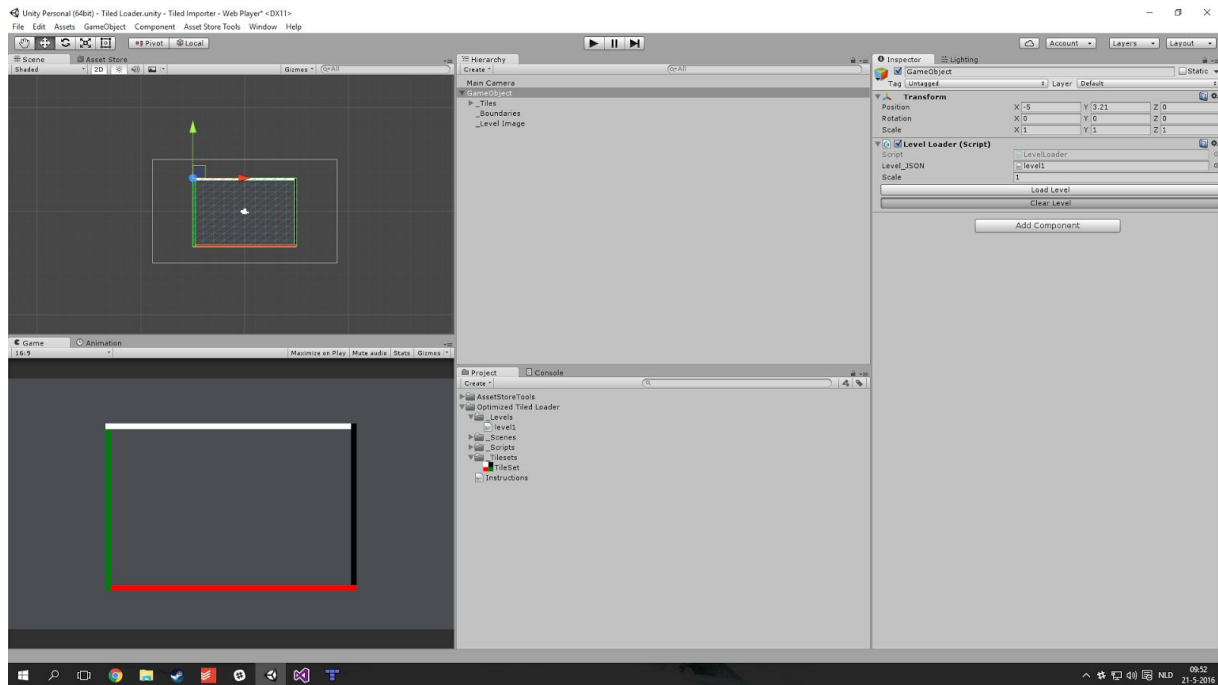 Unity Personal (64bit) - Tiled Loader.unity - Tiled Importer - Web Player* <DX11>
File Edit Assets GameObject Component Asset Store Tools Window Help
Pivot Local Account Layers Layout
Scene Asset Store
Shaded 2D Gizmos All
Game Animation
16:9 Maximize on Play Mute audio Stats Gizmos
Hierarchy
Create All
Main Camera
GameObject
_Tiles
_Boundaries
_Level Image
Project Console
Create
AssetStoreTools
Optimized Tiled Loader
_Levels
level1
_Scenes
_Scripts
_Tilesets
TileSet
Instructions
Inspector Lighting
GameObject Static
Tag Untagged Layer Default
Transform
Position X -5 Y 3.21 Z 0
Rotation X 0 Y 0 Z 0
Scale X 1 Y 1 Z 1
Level Loader (Script)
Script LevelLoader
Level_JSON level1
Scale 1
Load Level
Clear Level
Add Component
NLD 09:52
21-5-2016